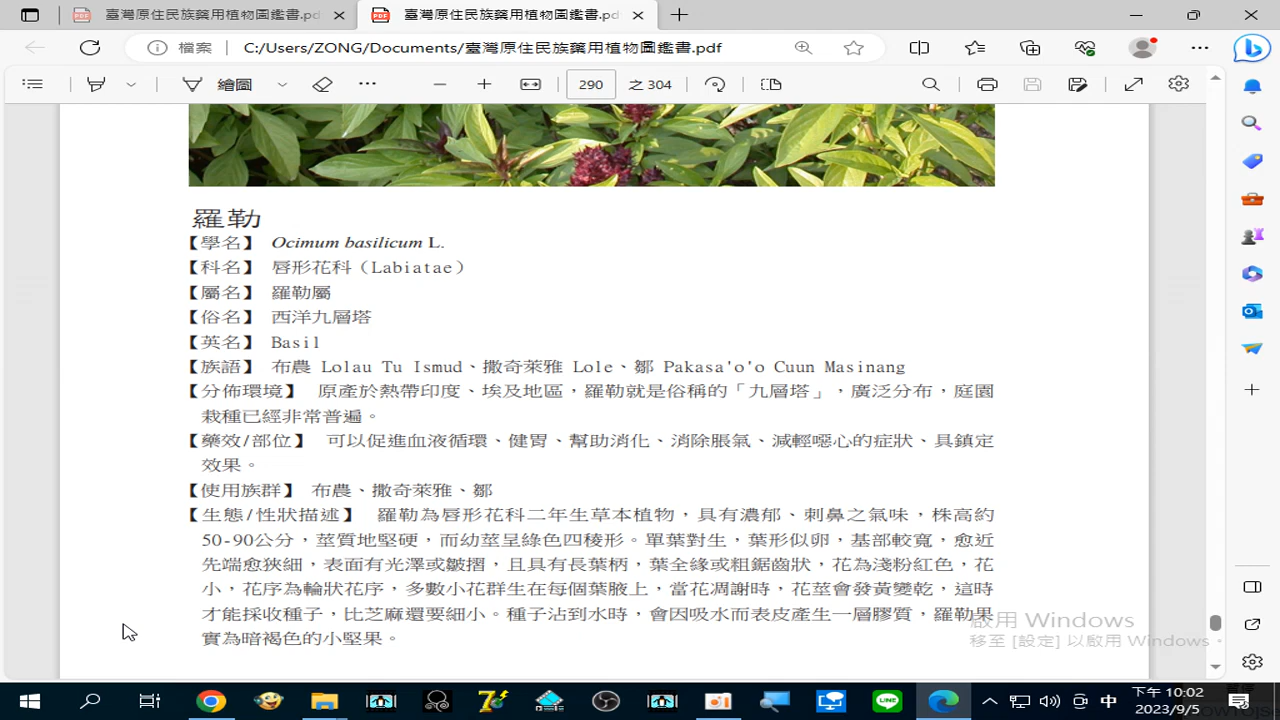 臺灣原住民族藥用植物圖鑑書.pd
臺灣原住民族藥用植物圖鑑書.pd
檔案
C:/Users/ZONG/Documents/臺灣原住民族藥用植物圖鑑書.pdf
繪圖
290
之 304
羅勒
【學名】 Ocimum basilicum L.
【科名】 唇形花科（Labiatae）
【屬名】 羅勒屬
【俗名】 西洋九層塔
【英名】 Basil
【族語】 布農 Lolau Tu Ismud、撒奇萊雅 Lole、鄒 Pakasa'o'o Cuun Masinang
【分佈環境】 原產於熱帶印度、埃及地區，羅勒就是俗稱的「九層塔」，廣泛分布，庭園
栽種已經非常普遍。
【藥效/部位】 可以促進血液循環、健胃、幫助消化、消除脹氣、減輕噁心的症狀、具鎮定
效果。
【使用族群】 布農、撒奇萊雅、鄒
【生態/性狀描述】 羅勒為唇形花科二年生草本植物，具有濃郁、刺鼻之氣味，株高約
50-90公分，莖質地堅硬，而幼莖呈綠色四稜形。單葉對生，葉形似卵，基部較寬，愈近
先端愈狹細，表面有光澤或皺摺，且具有長葉柄，葉全緣或粗鋸齒狀，花為淺粉紅色，花
小，花序為輪狀花序，多數小花群生在每個葉腋上，當花凋謝時，花莖會發黃變乾，這時
才能採收種子，比芝麻還要細小。種子沾到水時，會因吸水而表皮產生一層膠質，羅勒果
實為暗褐色的小堅果。
啟用 Windows
移至 [設定] 以啟用 Windows。
中
下午 10:02
2023/9/5